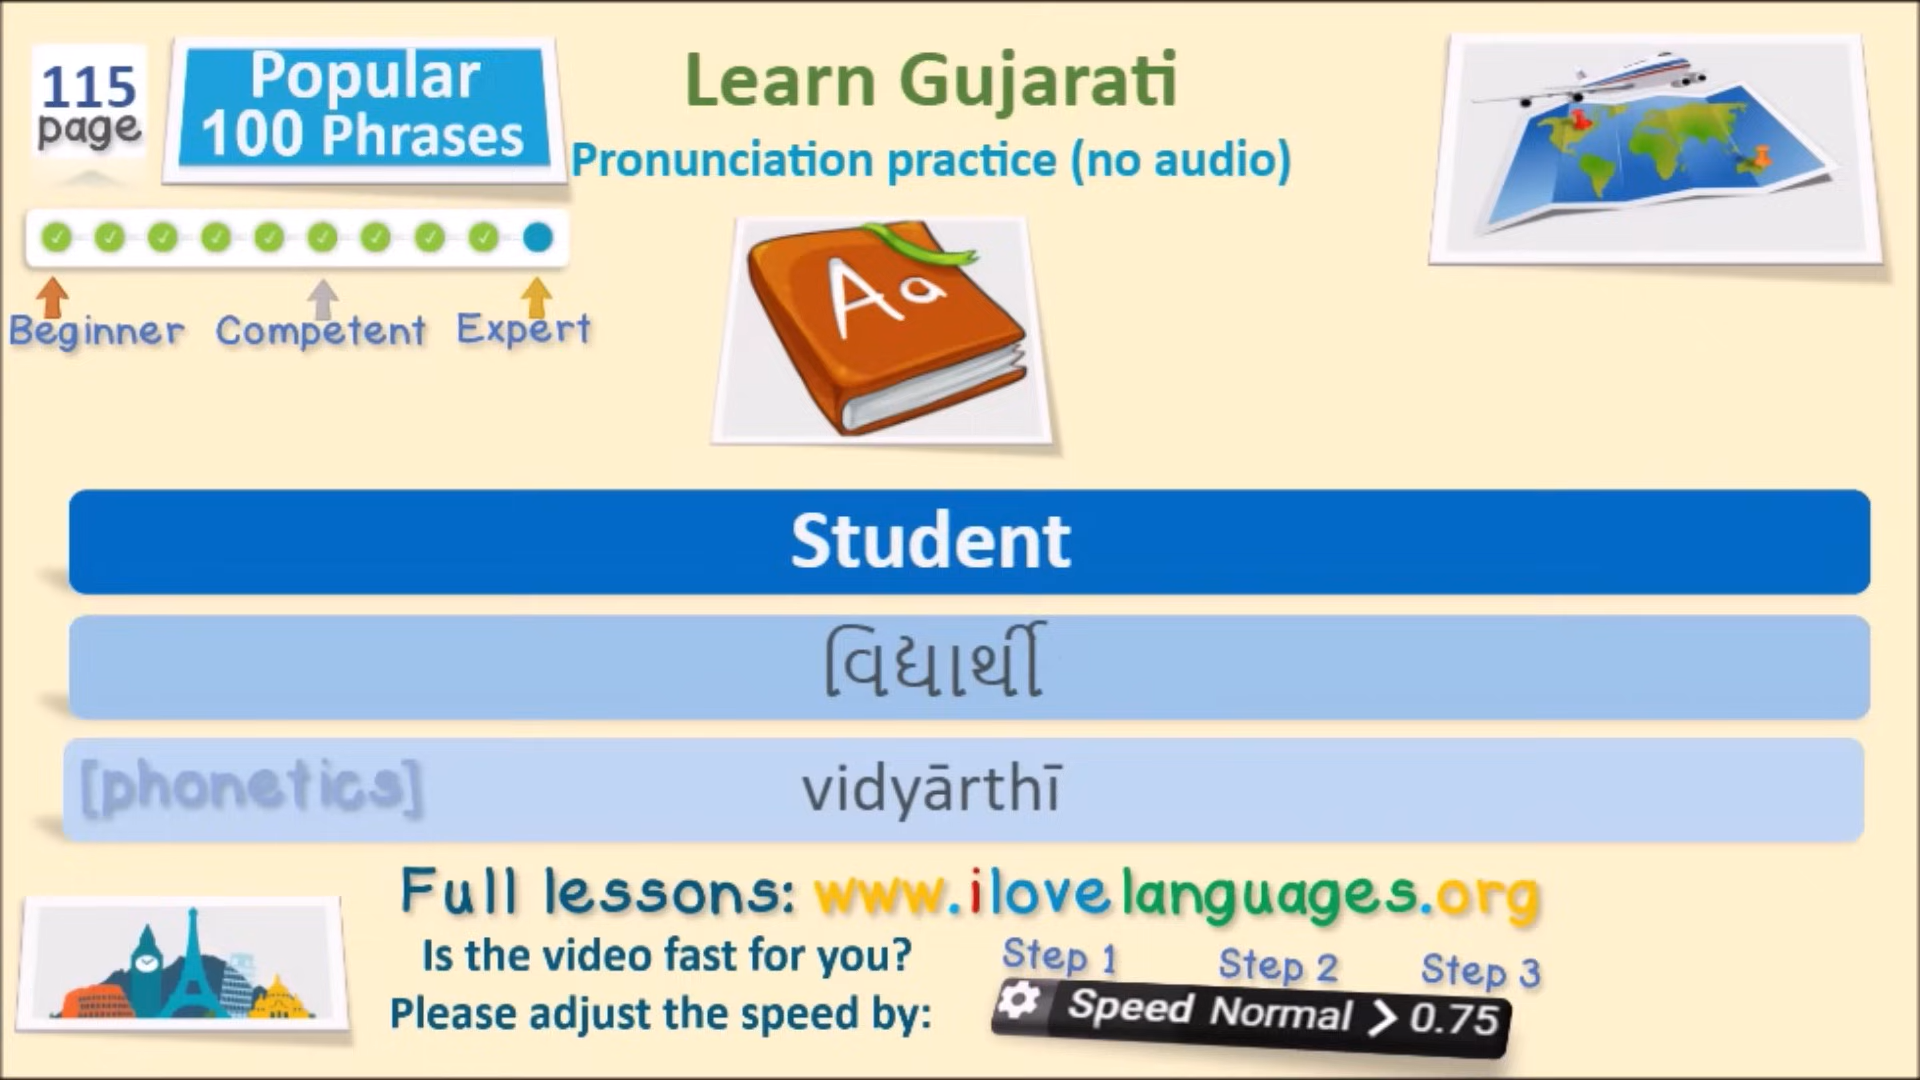 115
page
Popular
100 Phrases
Learn Gujarati
Pronunciation practice (no audio)
Beginner Competent Expert
Aa
Student
વિદ્યાર્થી
[phonetics] vidyārthī
Full lessons: www.ilovelanguages.org
Is the video fast for you?
Please adjust the speed by:
Step 1 Step 2 Step 3
Speed Normal > 0.75